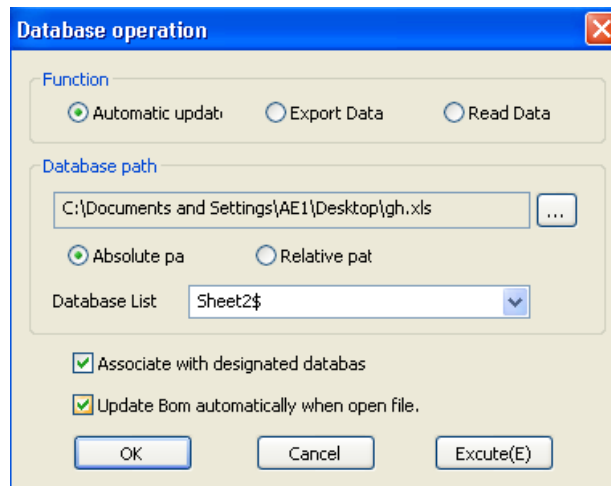 Database operation
Function
Automatic updat
Export Data
Read Data
Database path
C:\Documents and Settings\AE1\Desktop\gh.xls
...
Absolute pa
Relative pat
Database List
Sheet2$
Associate with designated databas
Update Bom automatically when open file.
OK
Cancel
Excute(E)